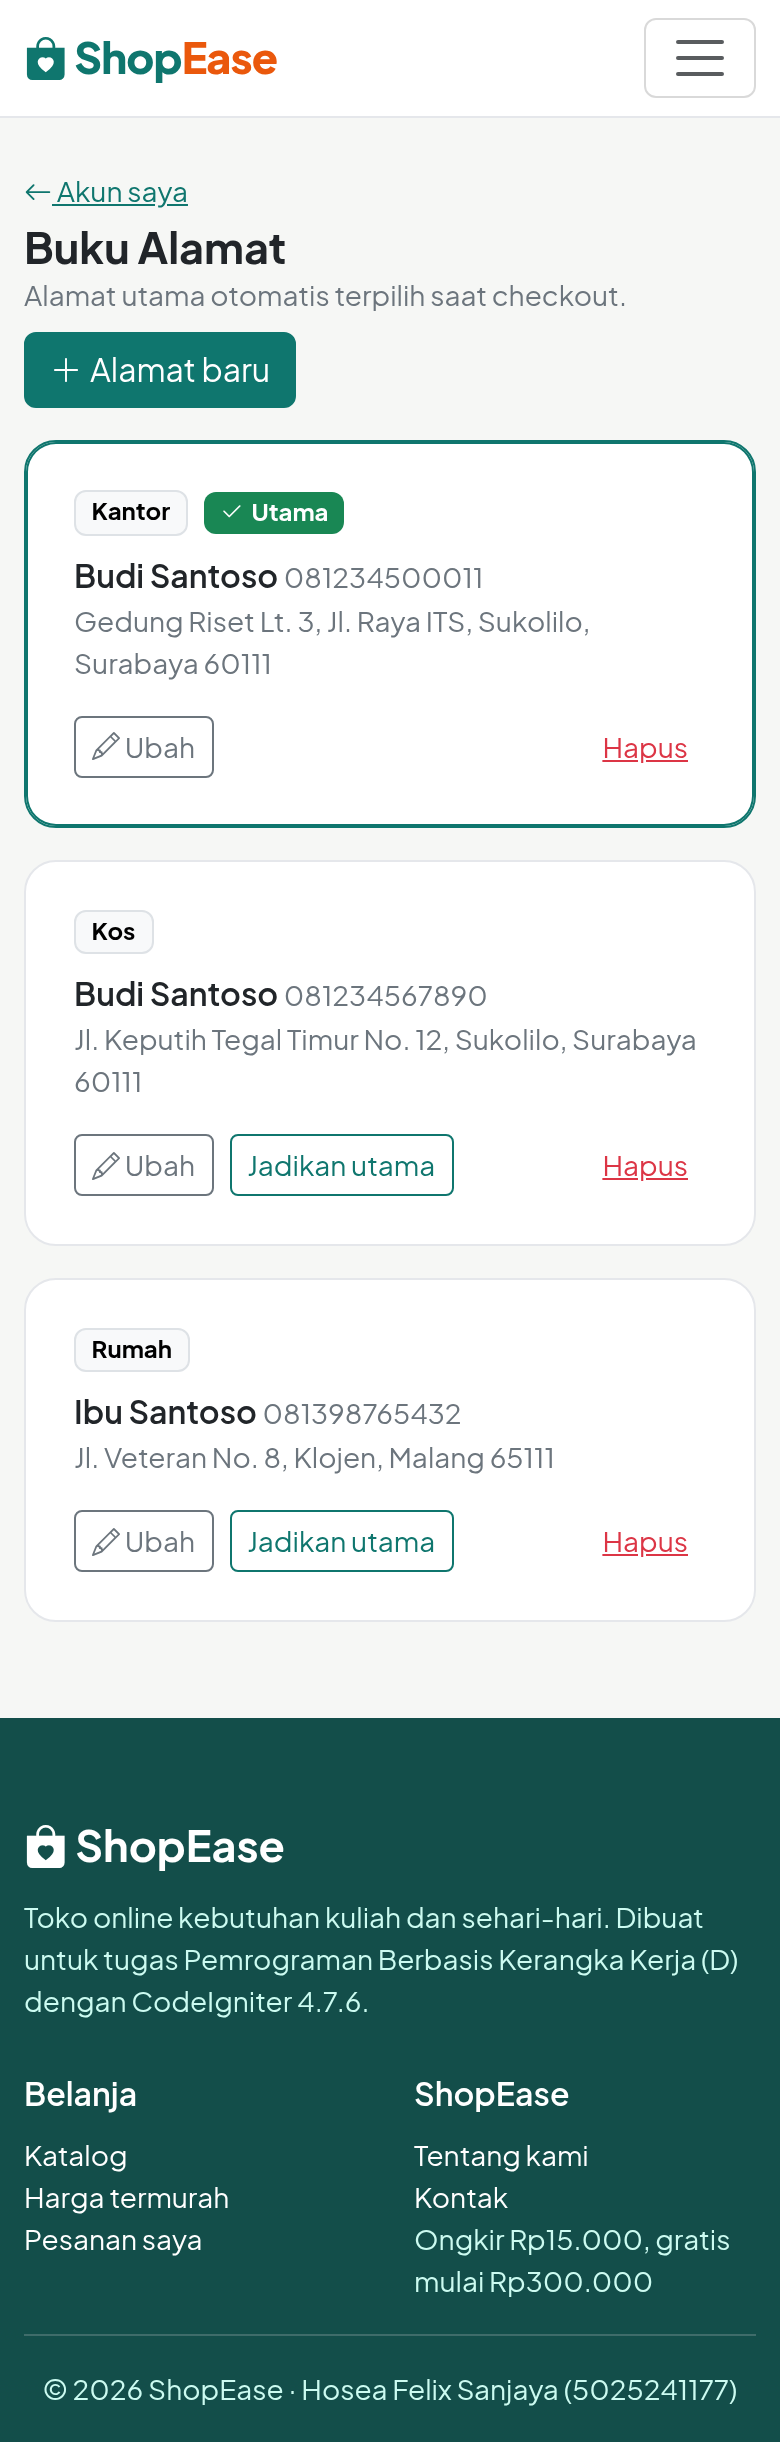 ShopEase
← Akun saya
Buku Alamat
Alamat utama otomatis terpilih saat checkout.
+ Alamat baru
Kantor ✓ Utama
Budi Santoso 081234500011
Gedung Riset Lt. 3, Jl. Raya ITS, Sukolilo,
Surabaya 60111
Ubah Hapus
Kos
Budi Santoso 081234567890
Jl. Keputih Tegal Timur No. 12, Sukolilo, Surabaya
60111
Ubah Jadikan utama Hapus
Rumah
Ibu Santoso 081398765432
Jl. Veteran No. 8, Klojen, Malang 65111
Ubah Jadikan utama Hapus
ShopEase
Toko online kebutuhan kuliah dan sehari-hari. Dibuat
untuk tugas Pemrograman Berbasis Kerangka Kerja (D)
dengan CodeIgniter 4.7.6.
Belanja
Katalog
Harga termurah
Pesanan saya
ShopEase
Tentang kami
Kontak
Ongkir Rp15.000, gratis
mulai Rp300.000
© 2026 ShopEase · Hosea Felix Sanjaya (5025241177)